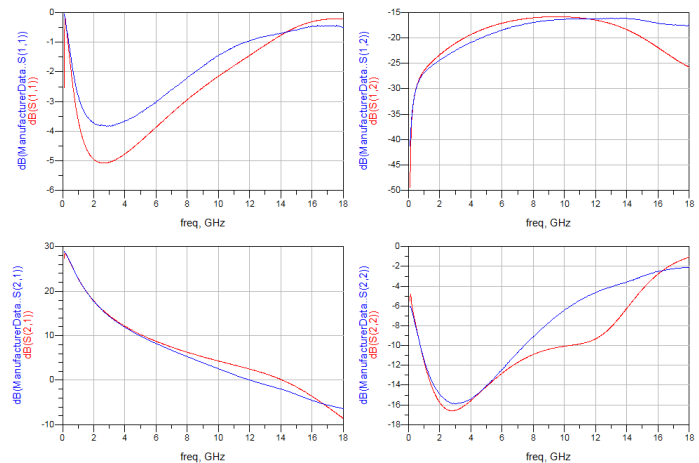 dB(ManufacturerData..S(1,1))
dB(S(1,1))
0
-1
-2
-3
-4
-5
-6
0 2 4 6 8 10 12 14 16 18
freq, GHz
dB(ManufacturerData..S(1,2))
dB(S(1,2))
-15
-20
-25
-30
-35
-40
-45
-50
0 2 4 6 8 10 12 14 16 18
freq, GHz
dB(ManufacturerData..S(2,1))
dB(S(2,1))
30
20
10
0
-10
0 2 4 6 8 10 12 14 16 18
freq, GHz
dB(ManufacturerData..S(2,2))
dB(S(2,2))
0
-2
-4
-6
-8
-10
-12
-14
-16
-18
0 2 4 6 8 10 12 14 16 18
freq, GHz